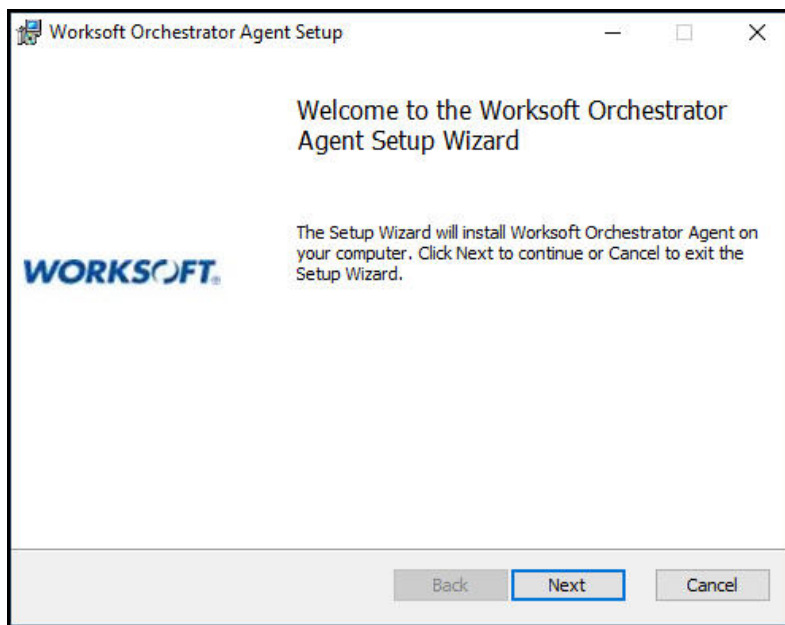 Worksoft Orchestrator Agent Setup
Welcome to the Worksoft Orchestrator
Agent Setup Wizard
The Setup Wizard will install Worksoft Orchestrator Agent on
your computer. Click Next to continue or Cancel to exit the
Setup Wizard.
WORKSOFT®
Back Next Cancel